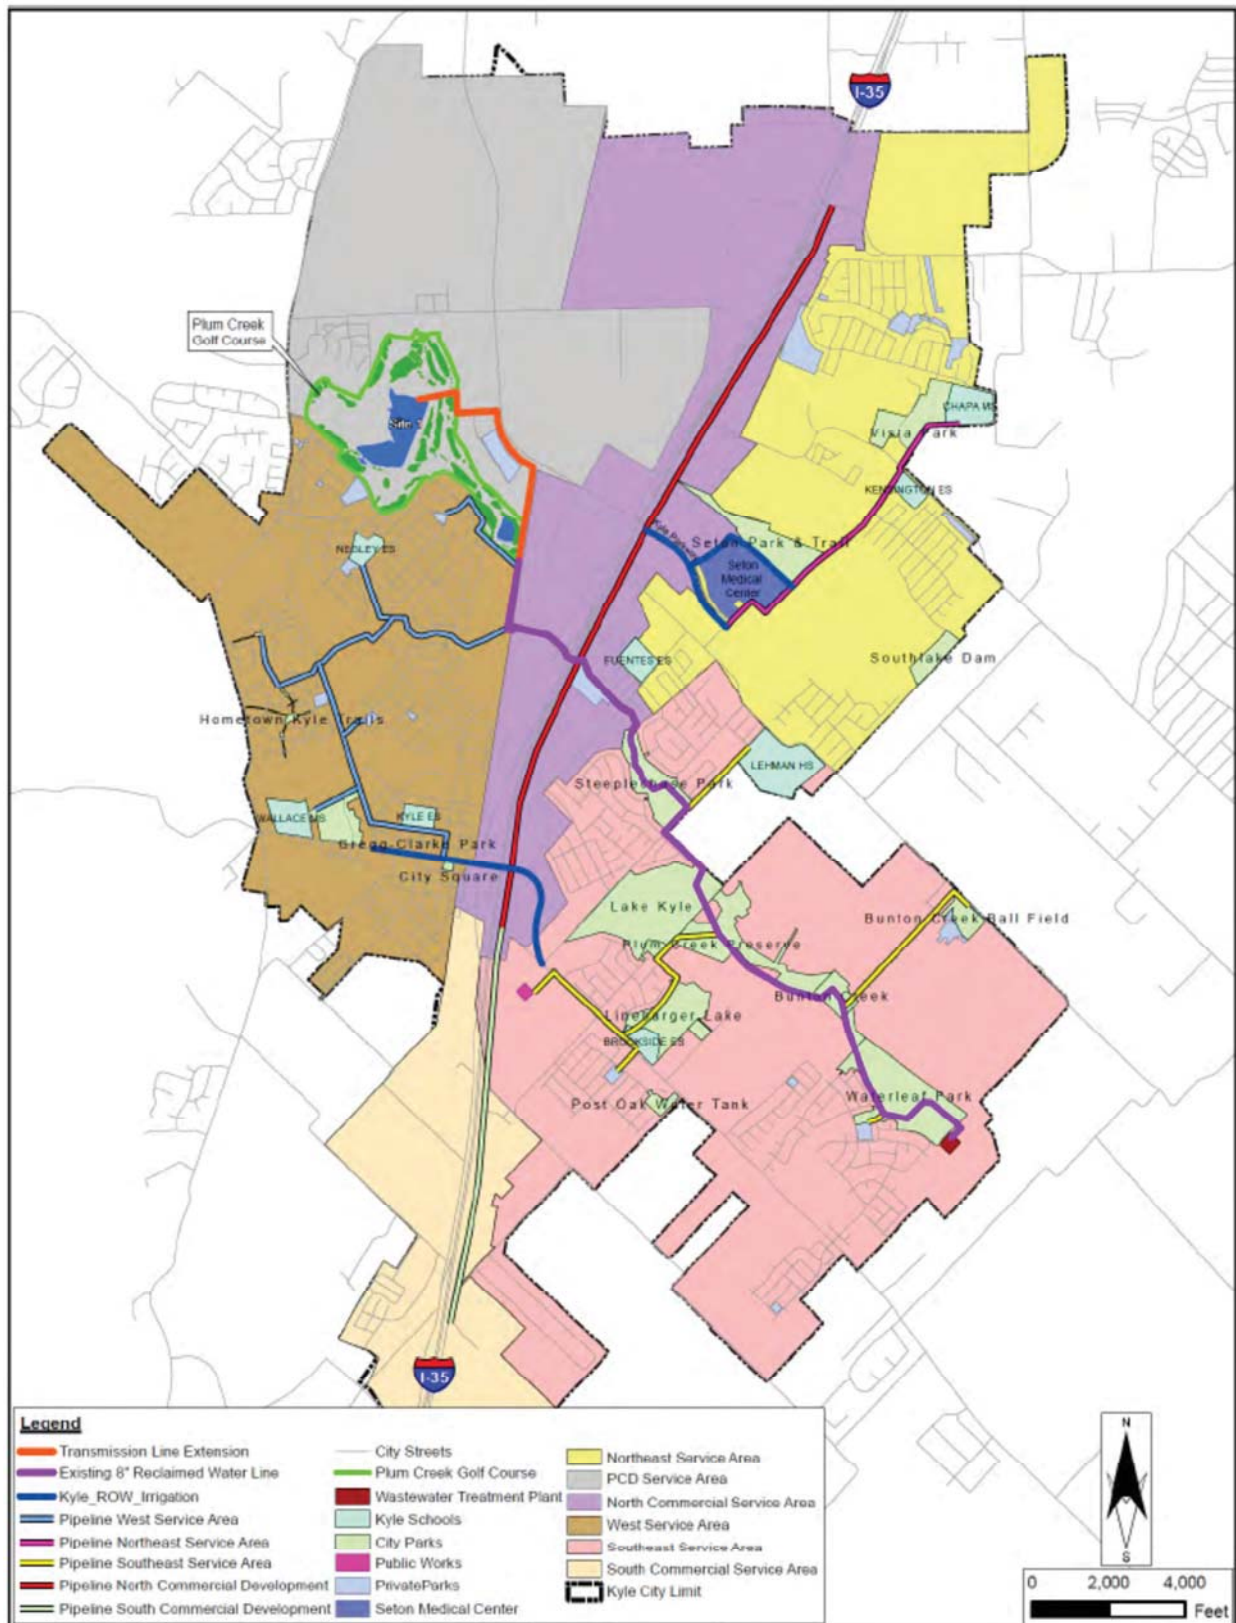 I-35
Plum Creek
Golf Course
Site 1
CHAPA MS
Vista Park
KENSINGTON ES
Kyle Parkway
Seton Park & Trail
NEGLEY ES
Seton
Medical
Center
FUENTES ES
Southlake Dam
Hometown Kyle Trails
LEHMAN HS
Steeplechase Park
WALLACE MS
KYLE ES
Gregg-Clarke Park
City Square
Lake Kyle
Bunton Creek Ball Field
Plum Creek Preserve
Bunton Creek
Linebarger Lake
BROOKSIDE ES
Waterleaf Park
Post Oak Water Tank
I-35
Legend
Transmission Line Extension
Existing 8" Reclaimed Water Line
Kyle_ROW_Irrigation
Pipeline West Service Area
Pipeline Northeast Service Area
Pipeline Southeast Service Area
Pipeline North Commercial Development
Pipeline South Commercial Development
City Streets
Plum Creek Golf Course
Wastewater Treatment Plant
Kyle Schools
City Parks
Public Works
PrivateParks
Seton Medical Center
Northeast Service Area
PCD Service Area
North Commercial Service Area
West Service Area
Southeast Service Area
South Commercial Service Area
Kyle City Limit
N
S
0 2,000 4,000
Feet